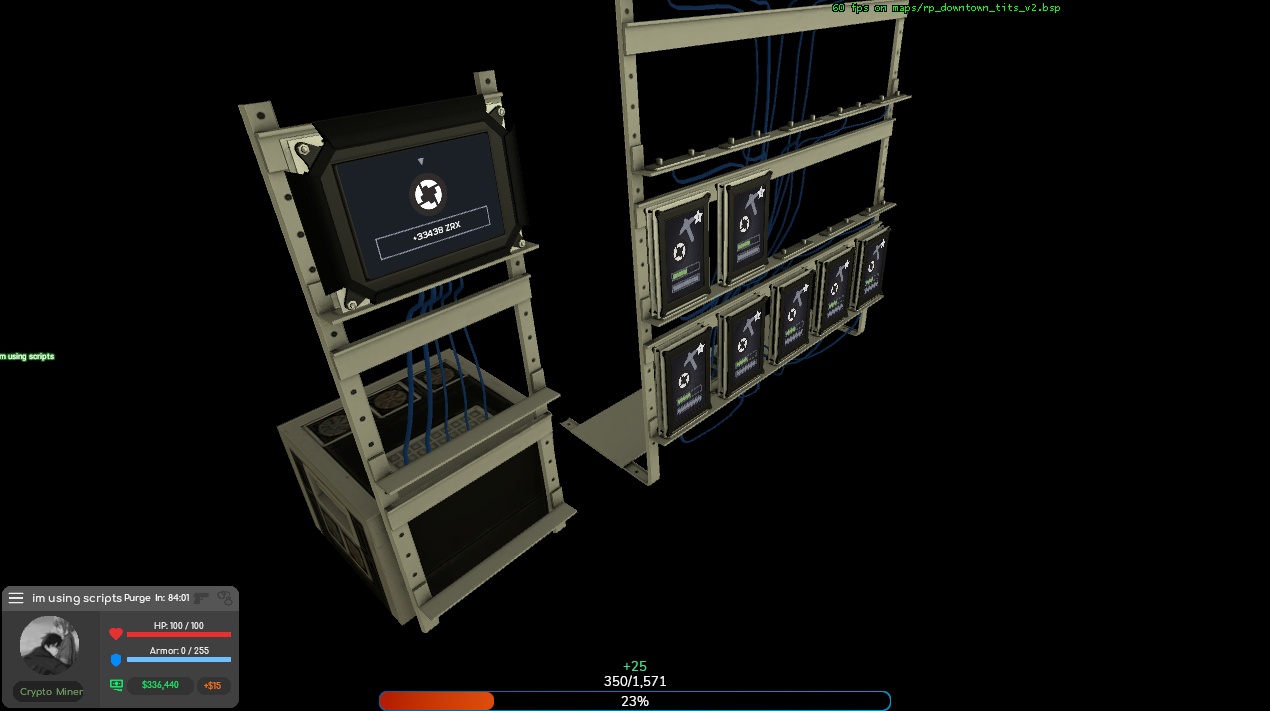 60 fps on maps/rp_downtown_tits_v2.bsp
+33438 ZRX
m using scripts
im using scripts Purge In: 84:01
HP: 100 / 100
Armor: 0 / 255
Crypto Miner
$336,440
+$15
+25
350/1,571
23%